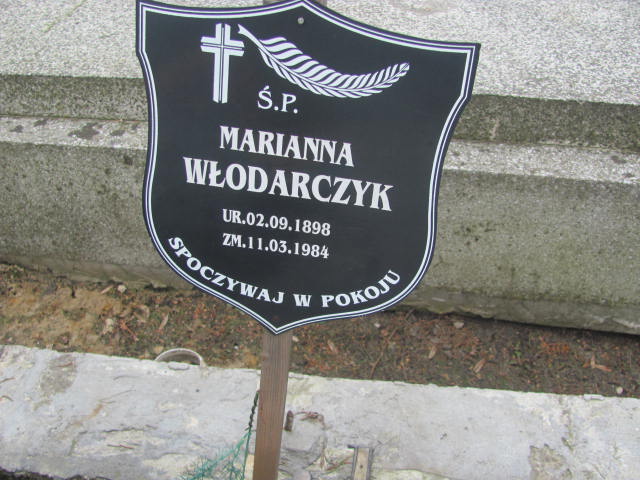 Ś.P.
MARIANNA
WŁODARCZYK
UR.02.09.1898
ZM.11.03.1984
SPOCZYWAJ W POKOJU